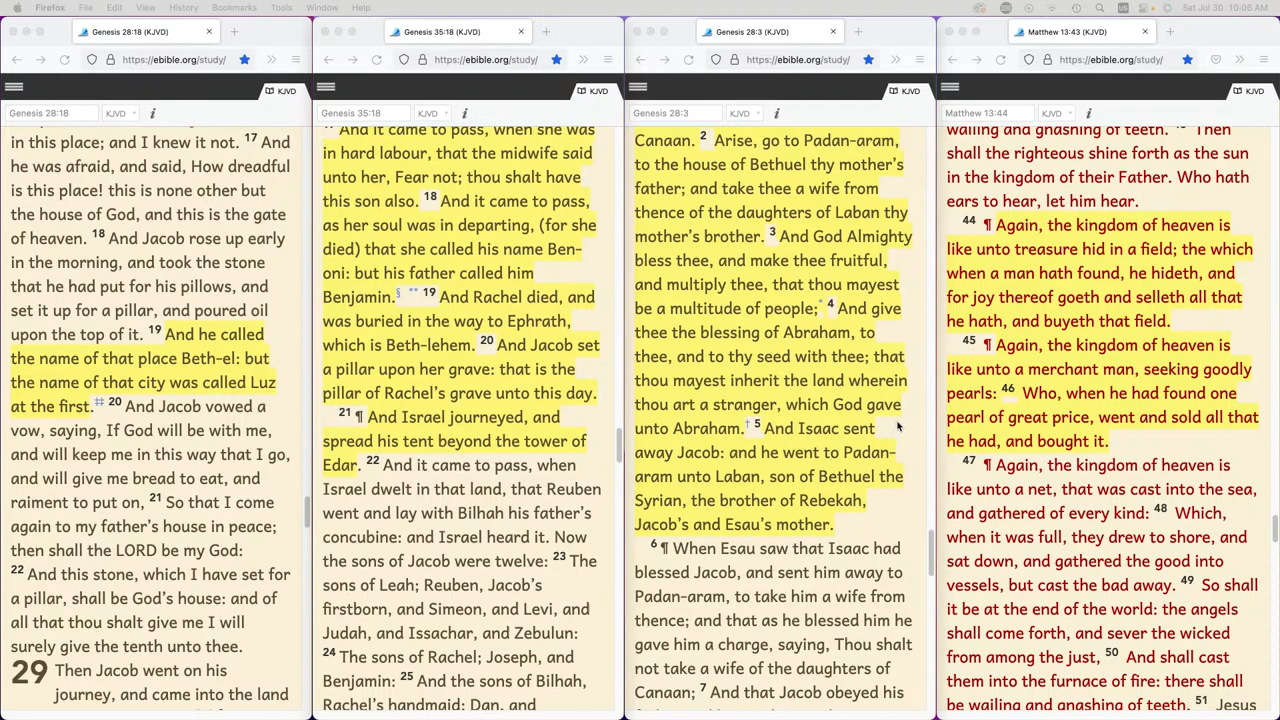 Firefox File Edit View History Bookmarks Tools Window Help
Sat Jul 30 10:06 AM
Genesis 28:18 (KJVD)
https://ebible.org/study/
KJVD
Genesis 28:18 KJVD i
in this place; and I knew it not. 17 And
he was afraid, and said, How dreadful
is this place! this is none other but
the house of God, and this is the gate
of heaven. 18 And Jacob rose up early
in the morning, and took the stone
that he had put for his pillows, and
set it up for a pillar, and poured oil
upon the top of it. 19 And he called
the name of that place Beth-el: but
the name of that city was called Luz
at the first.‡‡ 20 And Jacob vowed a
vow, saying, If God will be with me,
and will keep me in this way that I go,
and will give me bread to eat, and
raiment to put on, 21 So that I come
again to my father’s house in peace;
then shall the LORD be my God:
22 And this stone, which I have set for
a pillar, shall be God’s house: and of
all that thou shalt give me I will
surely give the tenth unto thee.
29 Then Jacob went on his
journey, and came into the land
Genesis 35:18 (KJVD)
https://ebible.org/study/
KJVD
Genesis 35:18 KJVD i
And it came to pass, when she was
in hard labour, that the midwife said
unto her, Fear not; thou shalt have
this son also. 18 And it came to pass,
as her soul was in departing, (for she
died) that she called his name Ben-
oni: but his father called him
Benjamin.§ ** 19 And Rachel died, and
was buried in the way to Ephrath,
which is Beth-lehem. 20 And Jacob set
a pillar upon her grave: that is the
pillar of Rachel’s grave unto this day.
21 ¶ And Israel journeyed, and
spread his tent beyond the tower of
Edar. 22 And it came to pass, when
Israel dwelt in that land, that Reuben
went and lay with Bilhah his father’s
concubine: and Israel heard it. Now
the sons of Jacob were twelve: 23 The
sons of Leah; Reuben, Jacob’s
firstborn, and Simeon, and Levi, and
Judah, and Issachar, and Zebulun:
24 The sons of Rachel; Joseph, and
Benjamin: 25 And the sons of Bilhah,
Rachel’s handmaid; Dan, and
Genesis 28:3 (KJVD)
https://ebible.org/study/
KJVD
Genesis 28:3 KJVD i
Canaan. 2 Arise, go to Padan-aram,
to the house of Bethuel thy mother’s
father; and take thee a wife from
thence of the daughters of Laban thy
mother’s brother. 3 And God Almighty
bless thee, and make thee fruitful,
and multiply thee, that thou mayest
be a multitude of people;* 4 And give
thee the blessing of Abraham, to
thee, and to thy seed with thee; that
thou mayest inherit the land wherein
thou art a stranger, which God gave
unto Abraham.† 5 And Isaac sent
away Jacob: and he went to Padan-
aram unto Laban, son of Bethuel the
Syrian, the brother of Rebekah,
Jacob’s and Esau’s mother.
6 ¶ When Esau saw that Isaac had
blessed Jacob, and sent him away to
Padan-aram, to take him a wife from
thence; and that as he blessed him he
gave him a charge, saying, Thou shalt
not take a wife of the daughters of
Canaan; 7 And that Jacob obeyed his
Matthew 13:43 (KJVD)
https://ebible.org/study/
KJVD
Matthew 13:44 KJVD i
wailing and gnashing of teeth. Then
shall the righteous shine forth as the sun
in the kingdom of their Father. Who hath
ears to hear, let him hear.
44 ¶ Again, the kingdom of heaven is
like unto treasure hid in a field; the which
when a man hath found, he hideth, and
for joy thereof goeth and selleth all that
he hath, and buyeth that field.
45 ¶ Again, the kingdom of heaven is
like unto a merchant man, seeking goodly
pearls: 46 Who, when he had found one
pearl of great price, went and sold all that
he had, and bought it.
47 ¶ Again, the kingdom of heaven is
like unto a net, that was cast into the sea,
and gathered of every kind: 48 Which,
when it was full, they drew to shore, and
sat down, and gathered the good into
vessels, but cast the bad away. 49 So shall
it be at the end of the world: the angels
shall come forth, and sever the wicked
from among the just, 50 And shall cast
them into the furnace of fire: there shall
be wailing and gnashing of teeth. 51 Jesus